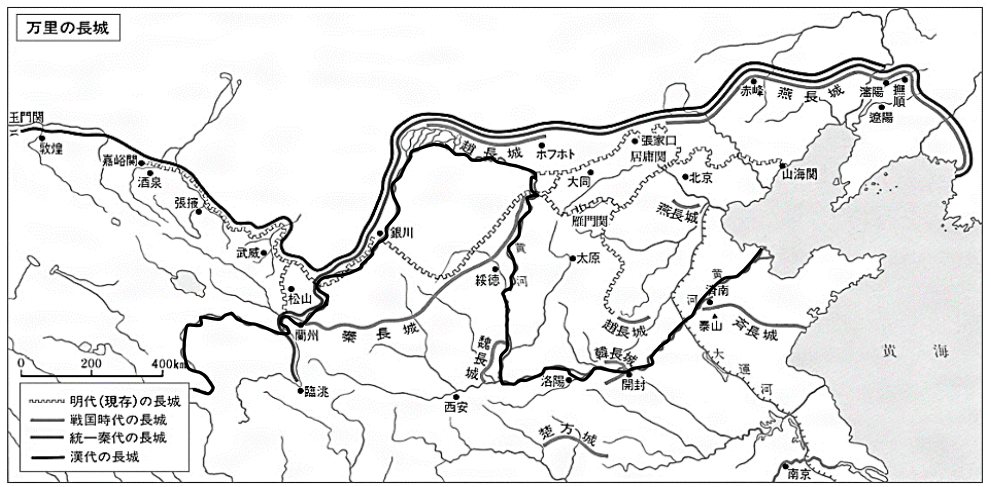 万里の長城
玉門関
敦煌
嘉峪関
酒泉
張掖
武威
松山
蘭州
臨洮
銀川
趙長城
ホフホト
大同
張家口
居庸関
北京
山海関
赤峰
燕長城
瀋陽
撫順
遼陽
燕長城
雁門関
太原
綏徳
黄河
秦長城
魏長城
西安
洛陽
韓長城
開封
趙長城
黄河
済南
泰山
斉長城
大運河
黄海
楚方城
南京
0 200 400km
明代(現存)の長城
戦国時代の長城
統一秦代の長城
漢代の長城